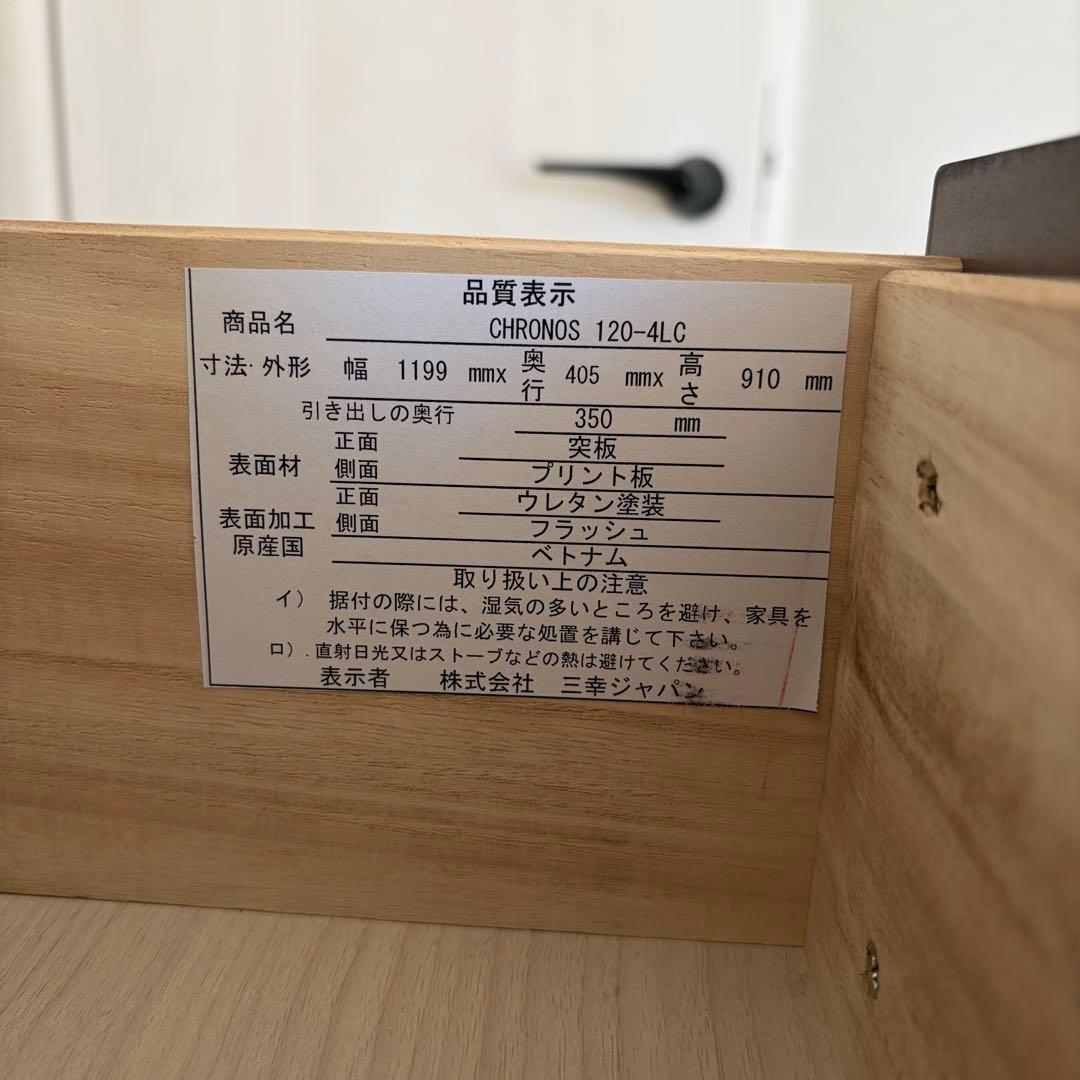 品質表示
商品名 CHRONOS 120-4LC
寸法・外形 幅 1199 mmx 奥行 405 mmx 高さ 910 mm
引き出しの奥行 350 mm
表面材 正面 突板
側面 プリント板
表面加工 正面 ウレタン塗装
側面 フラッシュ
原産国 ベトナム
取り扱い上の注意
イ） 据付の際には、湿気の多いところを避け、家具を
水平に保つ為に必要な処置を講じて下さい。
ロ）.直射日光又はストーブなどの熱は避けてください。
表示者 株式会社 三幸ジャパン